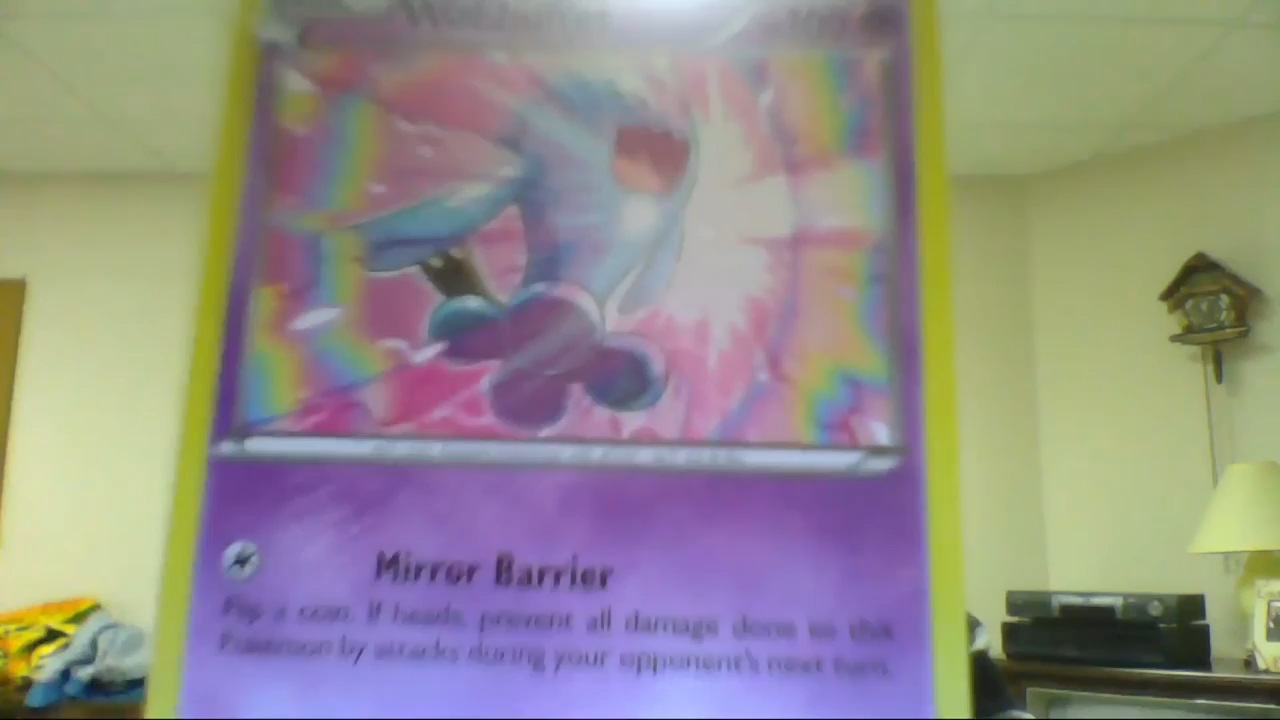 Wobbuffet
Mirror Barrier
Flip a coin. If heads, prevent all damage done to this
Pokémon by attacks during your opponent's next turn.